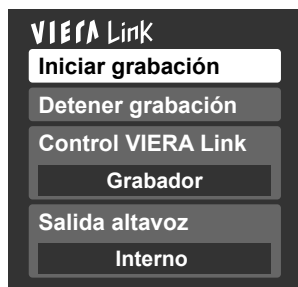 VIERA Link
Iniciar grabación
Detener grabación
Control VIERA Link
Grabador
Salida altavoz
Interno